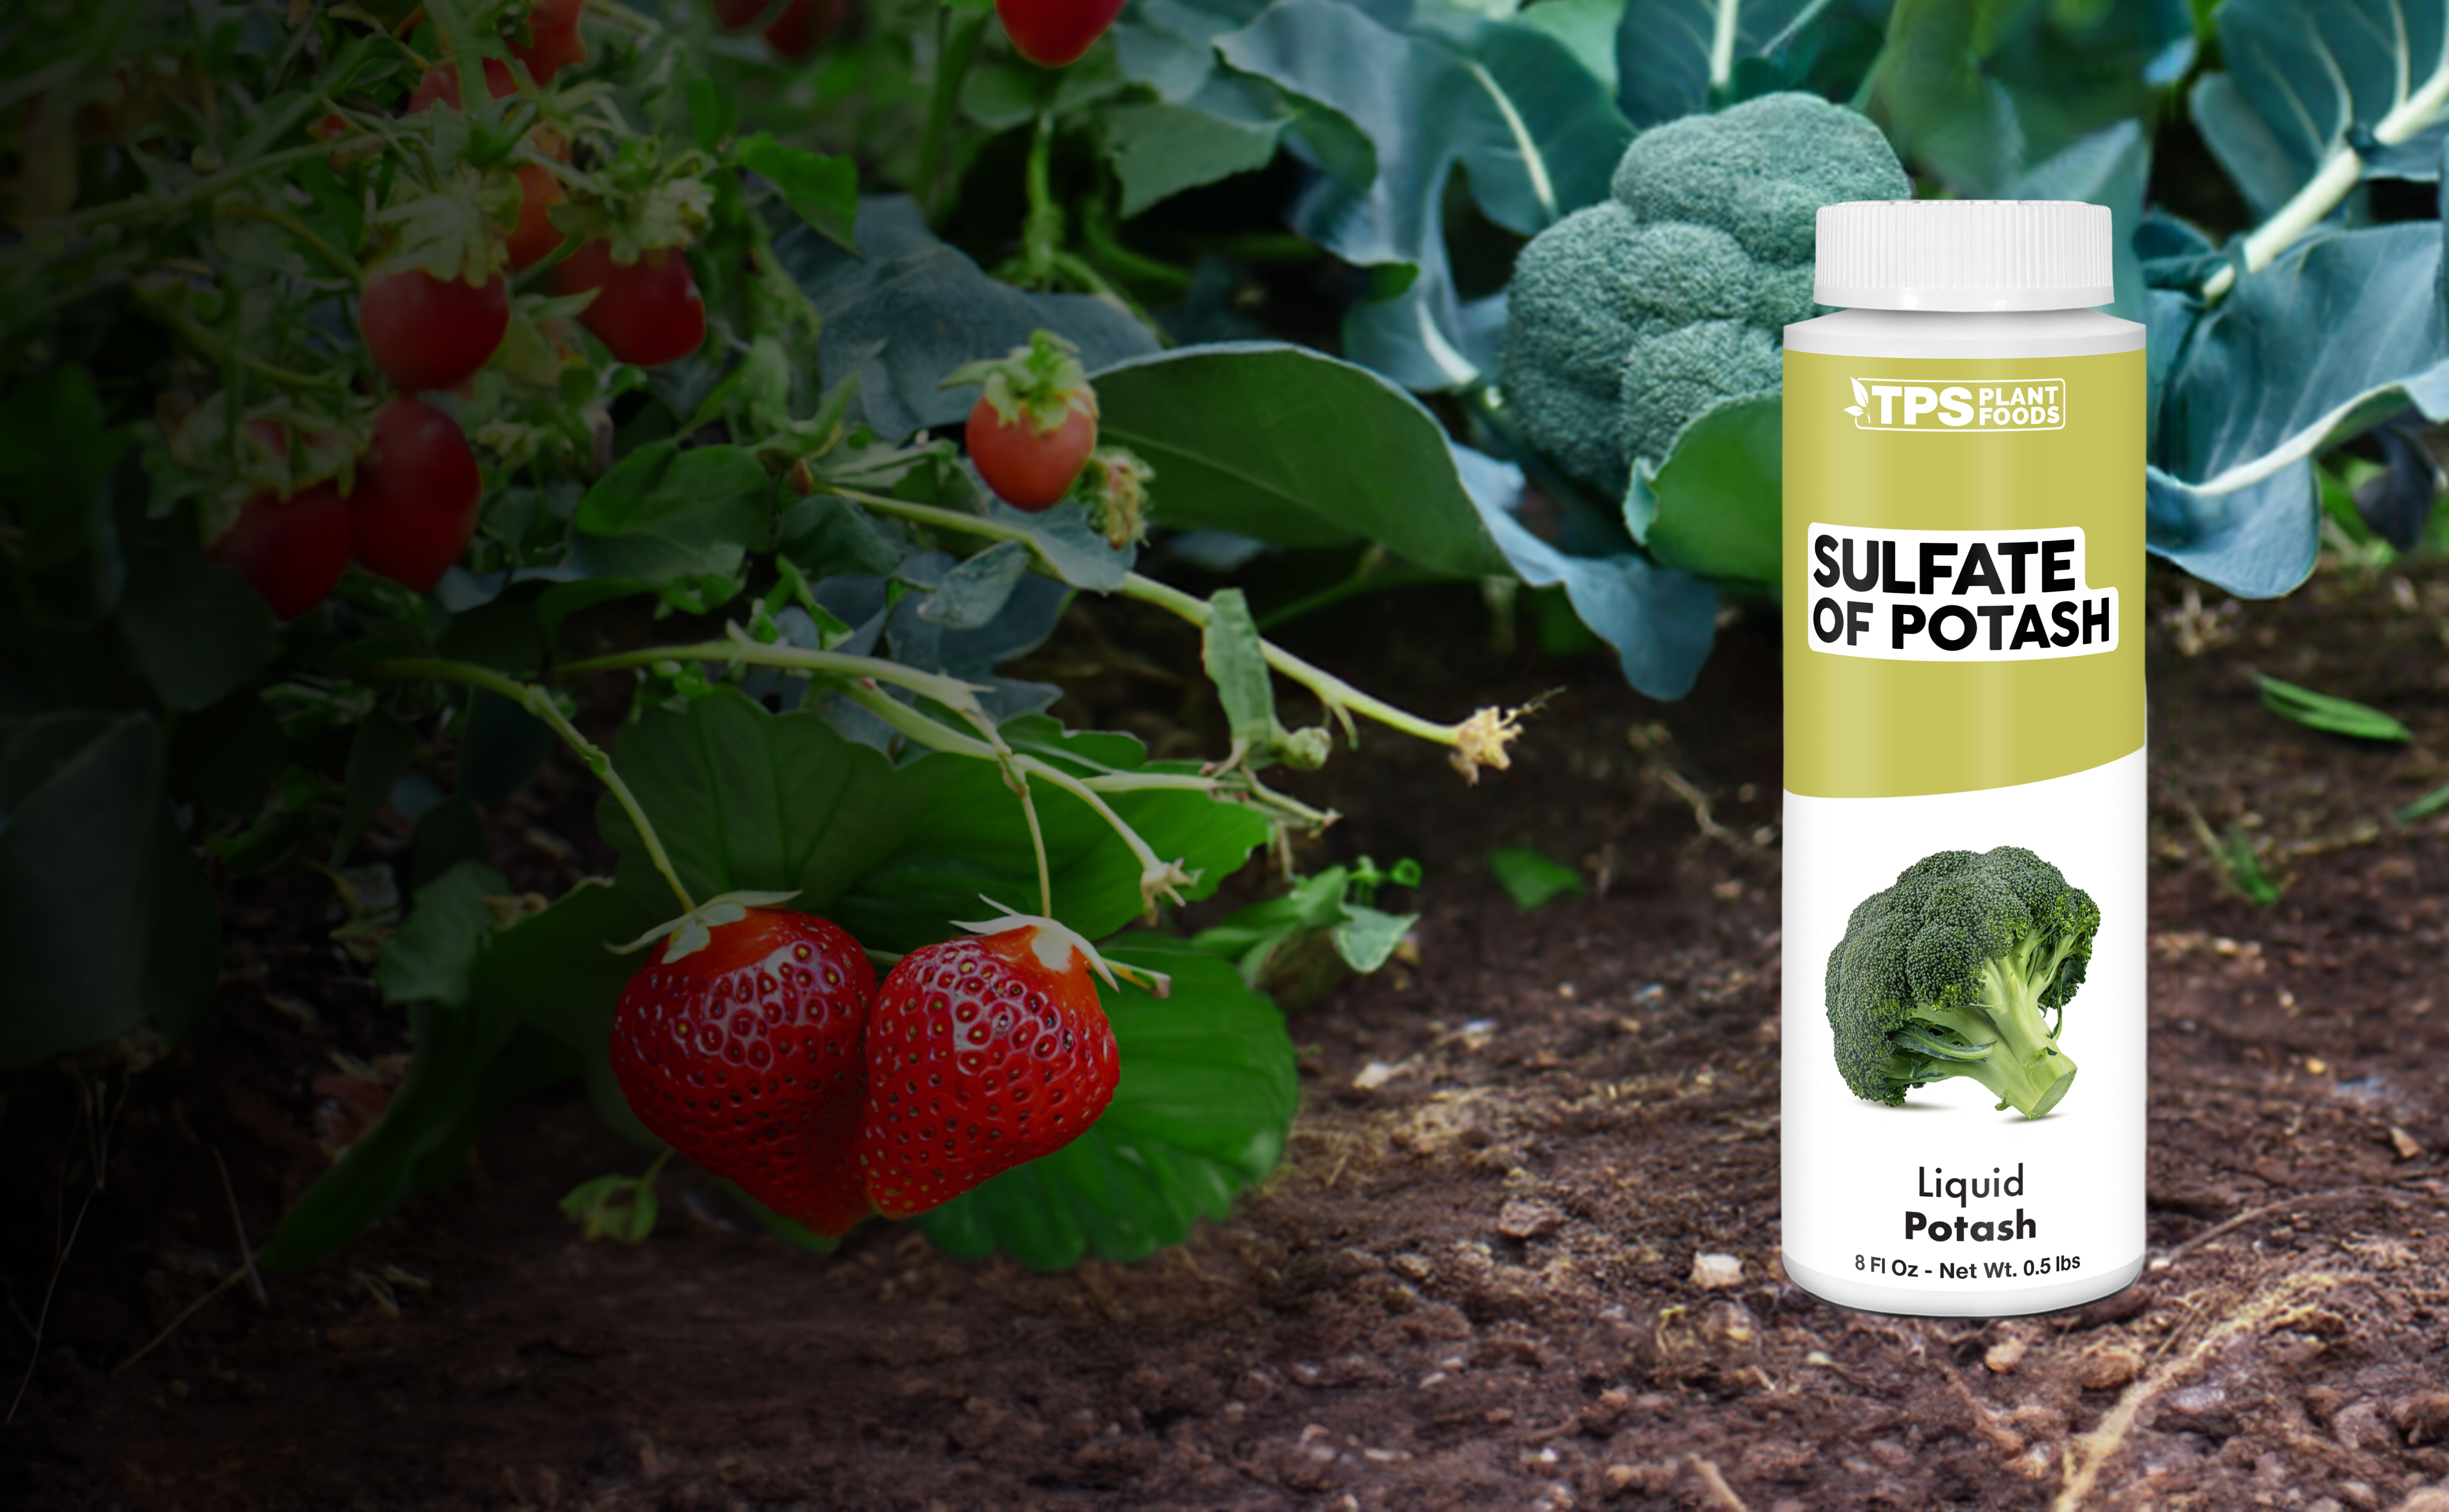 TPS PLANT FOODS
SULFATE
OF POTASH
Liquid
Potash
8 Fl Oz - Net Wt. 0.5 lbs